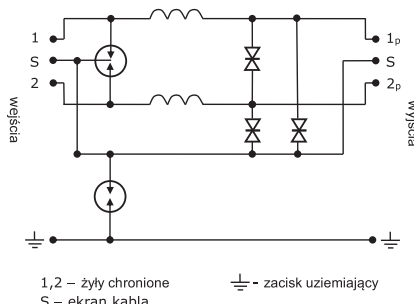 1
S
2
wejścia
1p
S
2p
wyjścia
1,2 – żyły chronione
- zacisk uziemiający
S – ekran kabla